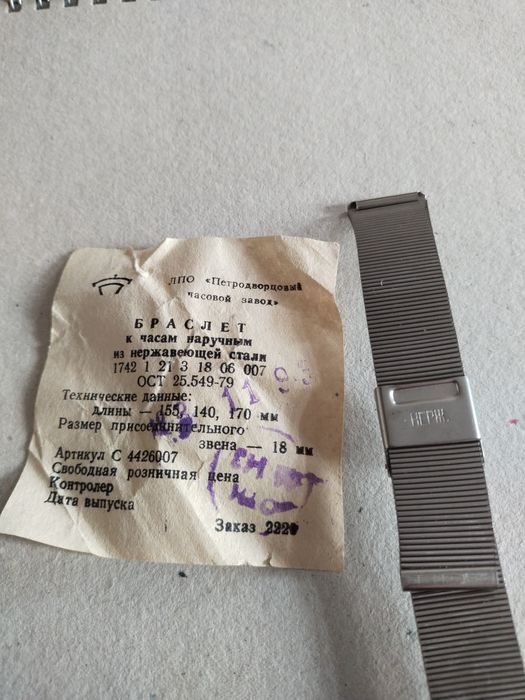 ЛПО «Петродворцовый
часовой завод»
БРАСЛЕТ
к часам наручным
из нержавеющей стали
1742 1 21 3 18 06 007
ОСТ 25.549-79
Технические данные:
длины — 155, 140, 170 мм
Размер присоединительного
звена — 18 мм
Артикул С 4426007
Свободная розничная цена
Контролер
Дата выпуска
Заказ 2220
НЕРЖ.